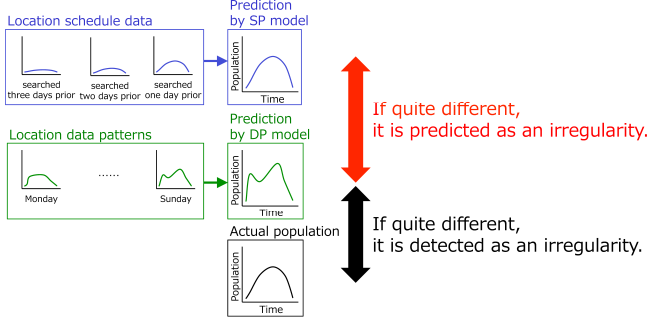 Location schedule data
searched
three days prior
searched
two days prior
searched
one day prior
Prediction
by SP model
Population
Time
If quite different,
it is predicted as an irregularity.
Location data patterns
Monday
......
Sunday
Prediction
by DP model
Population
Time
If quite different,
it is detected as an irregularity.
Actual population
Population
Time